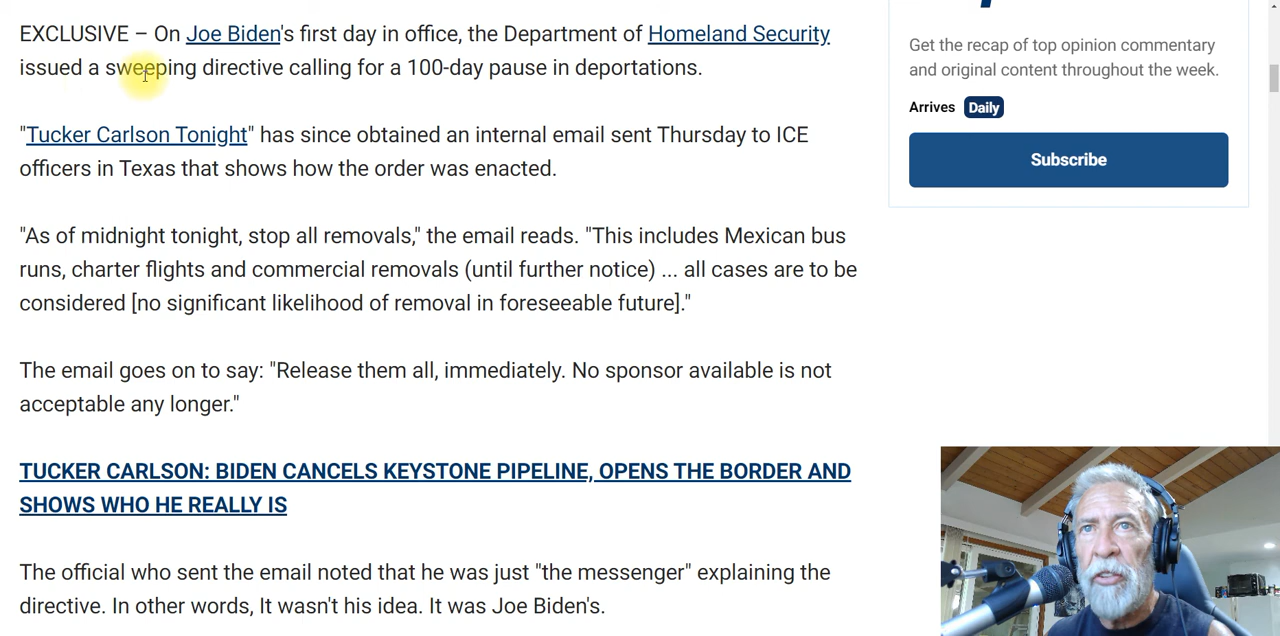 EXCLUSIVE – On Joe Biden's first day in office, the Department of Homeland Security
issued a sweeping directive calling for a 100-day pause in deportations.
"Tucker Carlson Tonight" has since obtained an internal email sent Thursday to ICE
officers in Texas that shows how the order was enacted.
"As of midnight tonight, stop all removals," the email reads. "This includes Mexican bus
runs, charter flights and commercial removals (until further notice) ... all cases are to be
considered [no significant likelihood of removal in foreseeable future]."
The email goes on to say: "Release them all, immediately. No sponsor available is not
acceptable any longer."
TUCKER CARLSON: BIDEN CANCELS KEYSTONE PIPELINE, OPENS THE BORDER AND
SHOWS WHO HE REALLY IS
The official who sent the email noted that he was just "the messenger" explaining the
directive. In other words, It wasn't his idea. It was Joe Biden's.
Get the recap of top opinion commentary
and original content throughout the week.
Arrives Daily
Subscribe